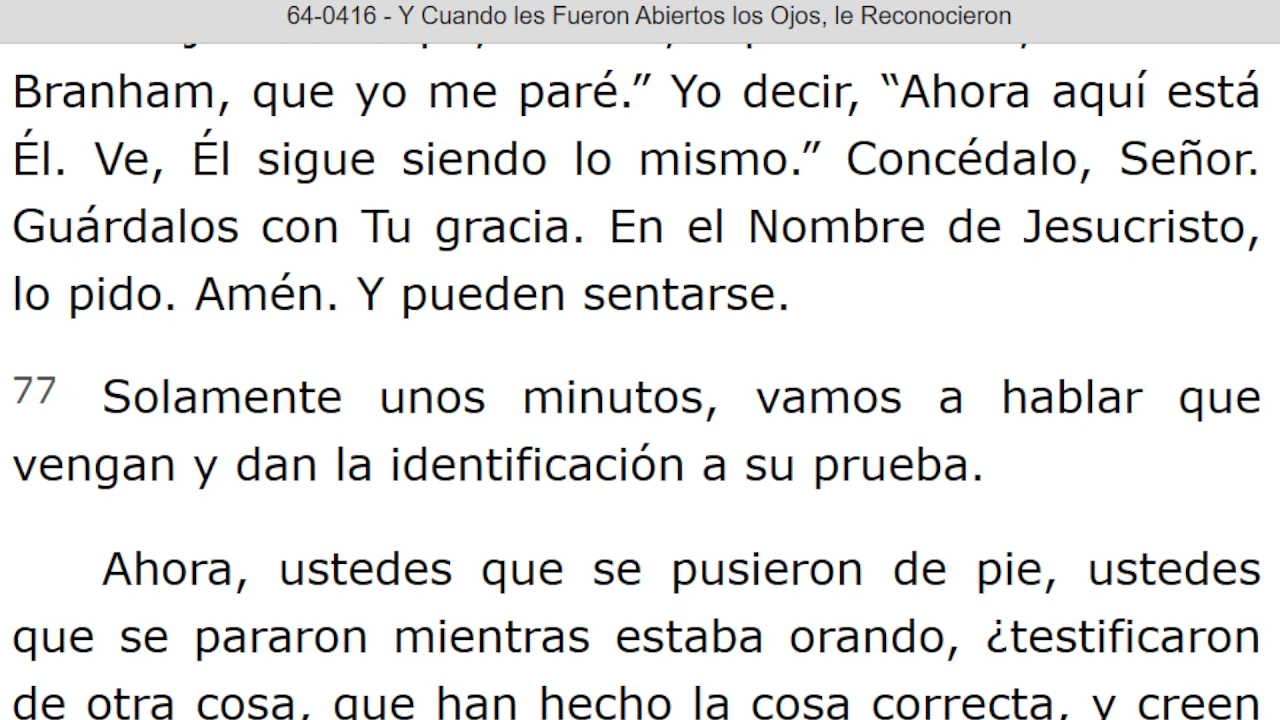 64-0416 - Y Cuando les Fueron Abiertos los Ojos, le Reconocieron
Branham, que yo me paré.” Yo decir, “Ahora aquí está
Él. Ve, Él sigue siendo lo mismo.” Concédalo, Señor.
Guárdalos con Tu gracia. En el Nombre de Jesucristo,
lo pido. Amén. Y pueden sentarse.
77 Solamente unos minutos, vamos a hablar que
vengan y dan la identificación a su prueba.
Ahora, ustedes que se pusieron de pie, ustedes
que se pararon mientras estaba orando, ¿testificaron
de otra cosa, que han hecho la cosa correcta, y creen